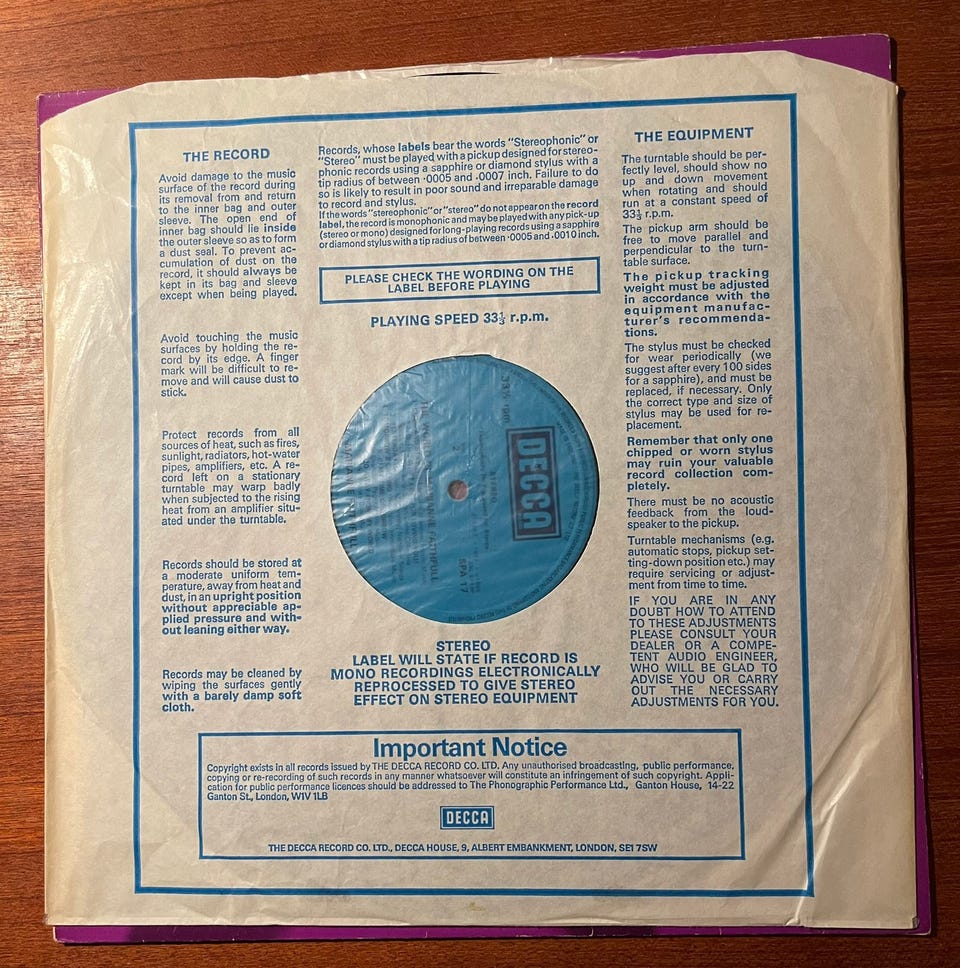 THE RECORD
Avoid damage to the music
surface of the record during
its removal from and return
to the inner bag and outer
sleeve. The open end of
inner bag should lie inside
the outer sleeve so as to form
a dust seal. To prevent ac-
cumulation of dust on the
record, it should always be
kept in its bag and sleeve
except when being played.
Avoid touching the music
surfaces by holding the re-
cord by its edge. A finger
mark will be difficult to re-
move and will cause dust to
stick.
Protect records from all
sources of heat, such as fires,
sunlight, radiators, hot-water
pipes, amplifiers, etc. A re-
cord left on a stationary
turntable may warp badly
when subjected to the rising
heat from an amplifier situ-
ated under the turntable.
Records should be stored at
a moderate uniform tem-
perature, away from heat and
dust, in an upright position
without appreciable ap-
plied pressure and with-
out leaning either way.
Records may be cleaned by
wiping the surfaces gently
with a barely damp soft
cloth.
Records, whose labels bear the words "Stereophonic" or
"Stereo" must be played with a pickup designed for stereo-
phonic records using a sapphire or diamond stylus with a
tip radius of between ·0005 and ·0007 inch. Failure to do
so is likely to result in poor sound and irreparable damage
to record and stylus.
If the words "stereophonic" or "stereo" do not appear on the record
label, the record is monophonic and may be played with any pick-up
(stereo or mono) designed for long-playing records using a sapphire
or diamond stylus with a tip radius of between ·0005 and ·0010 inch.
PLEASE CHECK THE WORDING ON THE
LABEL BEFORE PLAYING
PLAYING SPEED 33⅓ r.p.m.
33⅓ rpm
DECCA
STEREO
2
SPA 17
FAITHFULL
STEREO
LABEL WILL STATE IF RECORD IS
MONO RECORDINGS ELECTRONICALLY
REPROCESSED TO GIVE STEREO
EFFECT ON STEREO EQUIPMENT
THE EQUIPMENT
The turntable should be per-
fectly level, should show no
up and down movement
when rotating and should
run at a constant speed of
33⅓ r.p.m.
The pickup arm should be
free to move parallel and
perpendicular to the turn-
table surface.
The pickup tracking
weight must be adjusted
in accordance with the
equipment manufac-
turer's recommenda-
tions.
The stylus must be checked
for wear periodically (we
suggest after every 100 sides
for a sapphire), and must be
replaced, if necessary. Only
the correct type and size of
stylus may be used for re-
placement.
Remember that only one
chipped or worn stylus
may ruin your valuable
record collection com-
pletely.
There must be no acoustic
feedback from the loud-
speaker to the pickup.
Turntable mechanisms (e.g.
automatic stops, pickup set-
ting-down position etc.) may
require servicing or adjust-
ment from time to time.
IF YOU ARE IN ANY
DOUBT HOW TO ATTEND
TO THESE ADJUSTMENTS
PLEASE CONSULT YOUR
DEALER OR A COMPE-
TENT AUDIO ENGINEER,
WHO WILL BE GLAD TO
ADVISE YOU OR CARRY
OUT THE NECESSARY
ADJUSTMENTS FOR YOU.
Important Notice
Copyright exists in all records issued by THE DECCA RECORD CO. LTD. Any unauthorised broadcasting, public performance,
copying or re-recording of such records in any manner whatsoever will constitute an infringement of such copyright. Appli-
cation for public performance licences should be addressed to The Phonographic Performance Ltd., Ganton House, 14-22
Ganton St., London, WIV 1LB
DECCA
THE DECCA RECORD CO. LTD., DECCA HOUSE, 9, ALBERT EMBANKMENT, LONDON, SE1 7SW